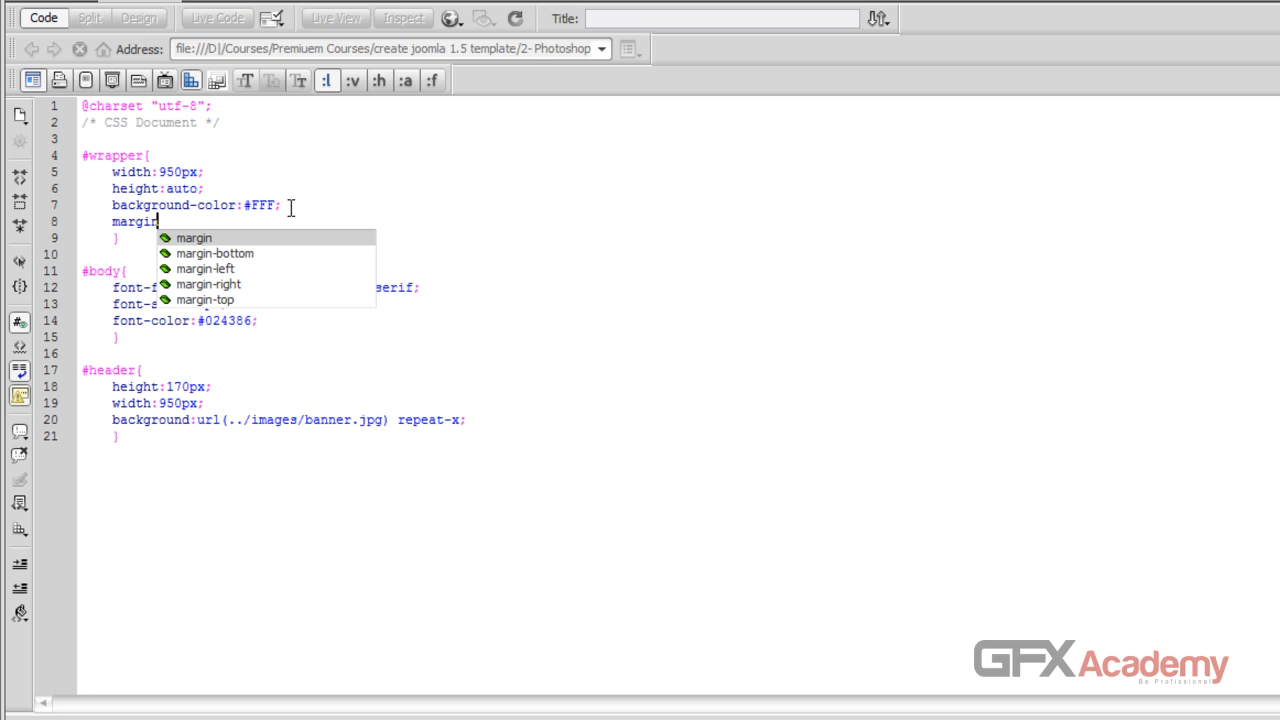 Code Split Design Live Code Live View Inspect Title:
Address: file:///D|/Courses/Premiuem Courses/create joomla 1.5 template/2- Photoshop
:l :v :h :a :f
1 @charset "utf-8";
2 /* CSS Document */
3
4 #wrapper{
5 width:950px;
6 height:auto;
7 background-color:#FFF;
8 margin
9 }
margin
10
margin-bottom
11 #body{
margin-left
12 font-f serif;
margin-right
13 font-s
margin-top
14 font-color:#024386;
15 }
16
17 #header{
18 height:170px;
19 width:950px;
20 background:url(../images/banner.jpg) repeat-x;
21 }
GFX Academy
Be Professional